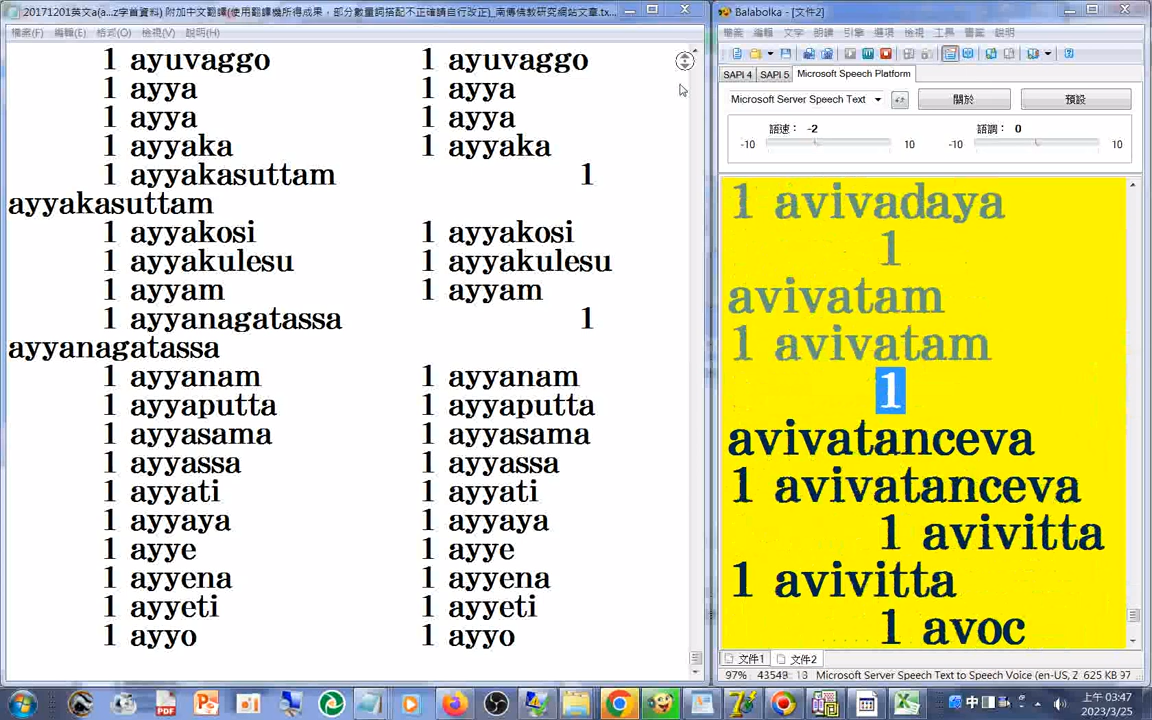 20171201英文a(a...z字首資料) 附加中文翻譯(使用翻譯機所得成果，部分數量詞搭配不正確請自行改正)_南傳佛教研究網站文章.tx...
檔案(F) 編輯(E) 格式(O) 檢視(V) 說明(H)
1 ayuvaggo 1 ayuvaggo
1 ayya 1 ayya
1 ayya 1 ayya
1 ayyaka 1 ayyaka
1 ayyakasuttam 1
ayyakasuttam
1 ayyakosi 1 ayyakosi
1 ayyakulesu 1 ayyakulesu
1 ayyam 1 ayyam
1 ayyanagatassa 1
ayyanagatassa
1 ayyanam 1 ayyanam
1 ayyaputta 1 ayyaputta
1 ayyasama 1 ayyasama
1 ayyassa 1 ayyassa
1 ayyati 1 ayyati
1 ayyaya 1 ayyaya
1 ayye 1 ayye
1 ayyena 1 ayyena
1 ayyeti 1 ayyeti
1 ayyo 1 ayyo
Balabolka - [文件2]
檔案 編輯 文字 朗讀 引擎 選項 檢視 工具 書籤 說明
SAPI 4 SAPI 5 Microsoft Speech Platform
Microsoft Server Speech Text 關於 預設
語速： -2 語調： 0
-10 10 -10 10
1 avivadaya
1
avivatam
1 avivatam
1
avivatanceva
1 avivatanceva
1 avivitta
1 avivitta
1 avoc
文件1 文件2
97% Microsoft Server Speech Text to Speech Voice (en-US, Z 625 KB 97
中
上午 03:47
2023/3/25